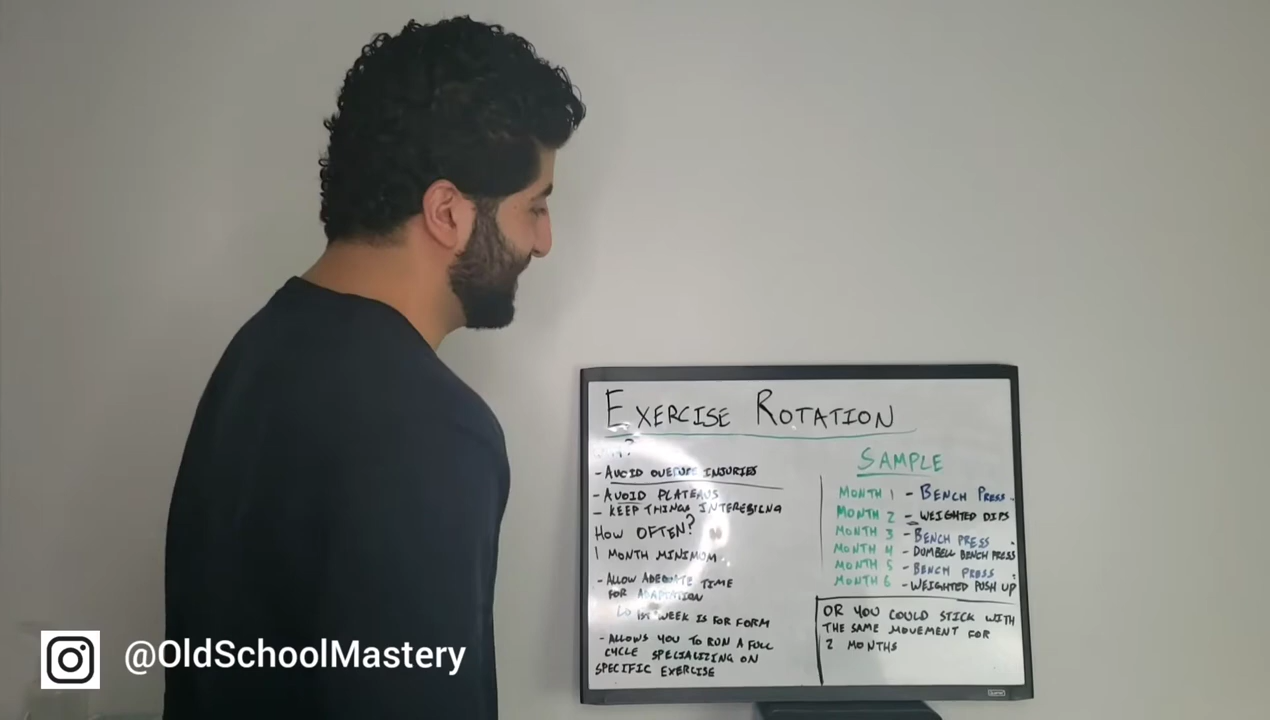 EXERCISE ROTATION
WHY?
- AVOID OVERUSE INJURIES
- AVOID PLATEAUS
- KEEP THINGS
HOW OFTEN?
1 MONTH MINIMUM
- ALLOW ADEQUATE TIME
FOR ADAPTATION
1ST WEEK IS FOR FORM
- ALLOWS YOU TO RUN A FULL
CYCLE SPECIALIZING ON
SPECIFIC EXERCISE
SAMPLE
MONTH 1 - BENCH PRESS
MONTH 2 - WEIGHTED DIPS
MONTH 3 - BENCH PRESS
MONTH 4 - DUMBELL BENCH PRESS
MONTH 5 - BENCH PRESS
MONTH 6 - WEIGHTED PUSH UP
OR YOU COULD STICK WITH
THE SAME MOVEMENT FOR
2 MONTHS
@OldSchoolMastery